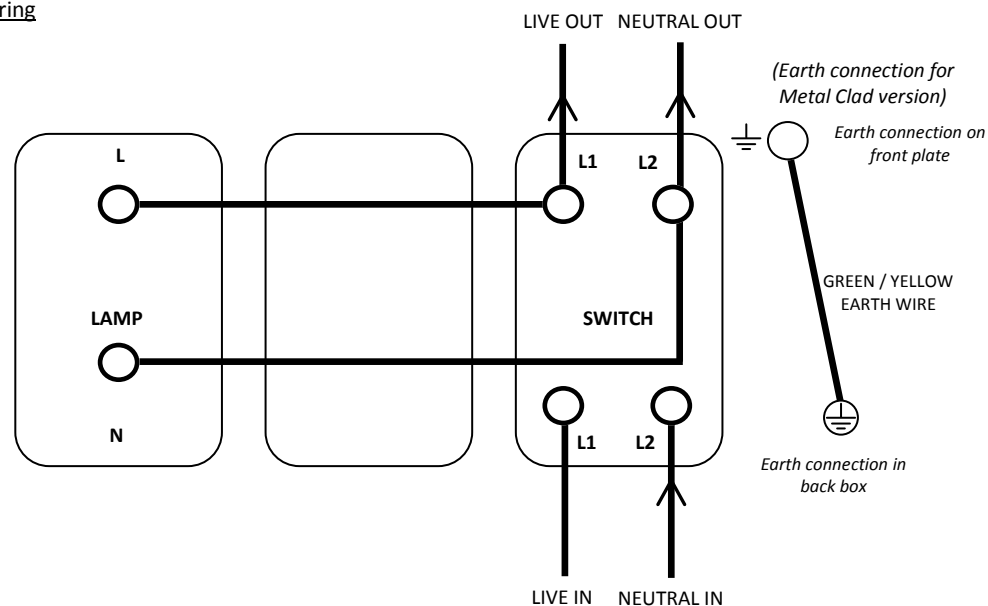 LIVE OUT NEUTRAL OUT
(Earth connection for
Metal Clad version)
Earth connection on
front plate
L
L1 L2
GREEN / YELLOW
EARTH WIRE
LAMP
SWITCH
N
L1 L2
Earth connection in
back box
LIVE IN NEUTRAL IN